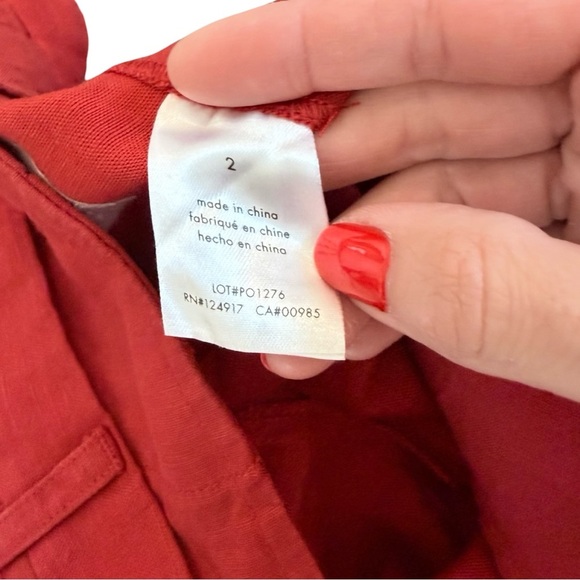 2
made in china
fabriqué en chine
hecho en china
LOT#PO1276
RN#124917 CA#00985